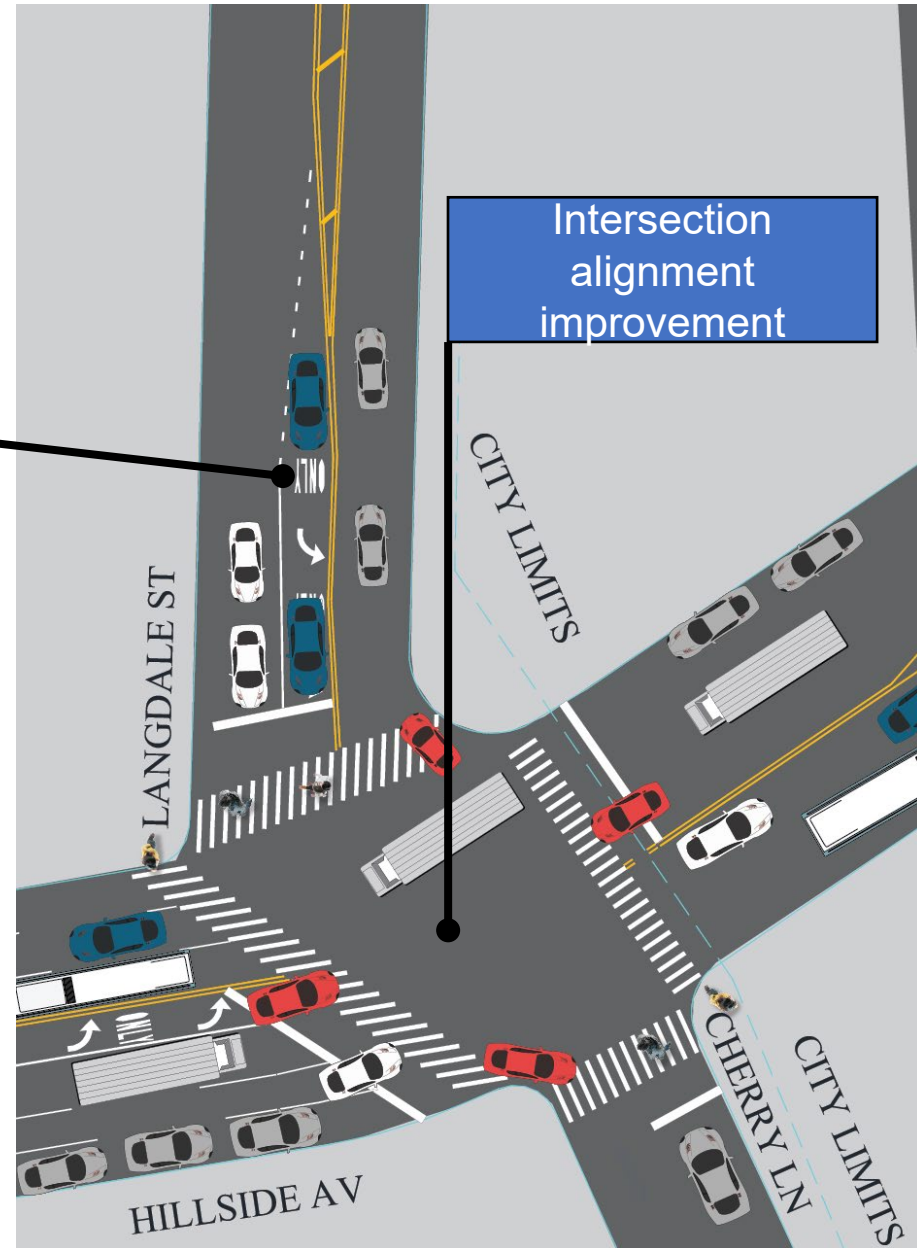 Intersection
alignment
improvement
ONLY
CITY LIMITS
LANGDALE ST
ONLY
CHERRY LN
CITY LIMITS
HILLSIDE AV